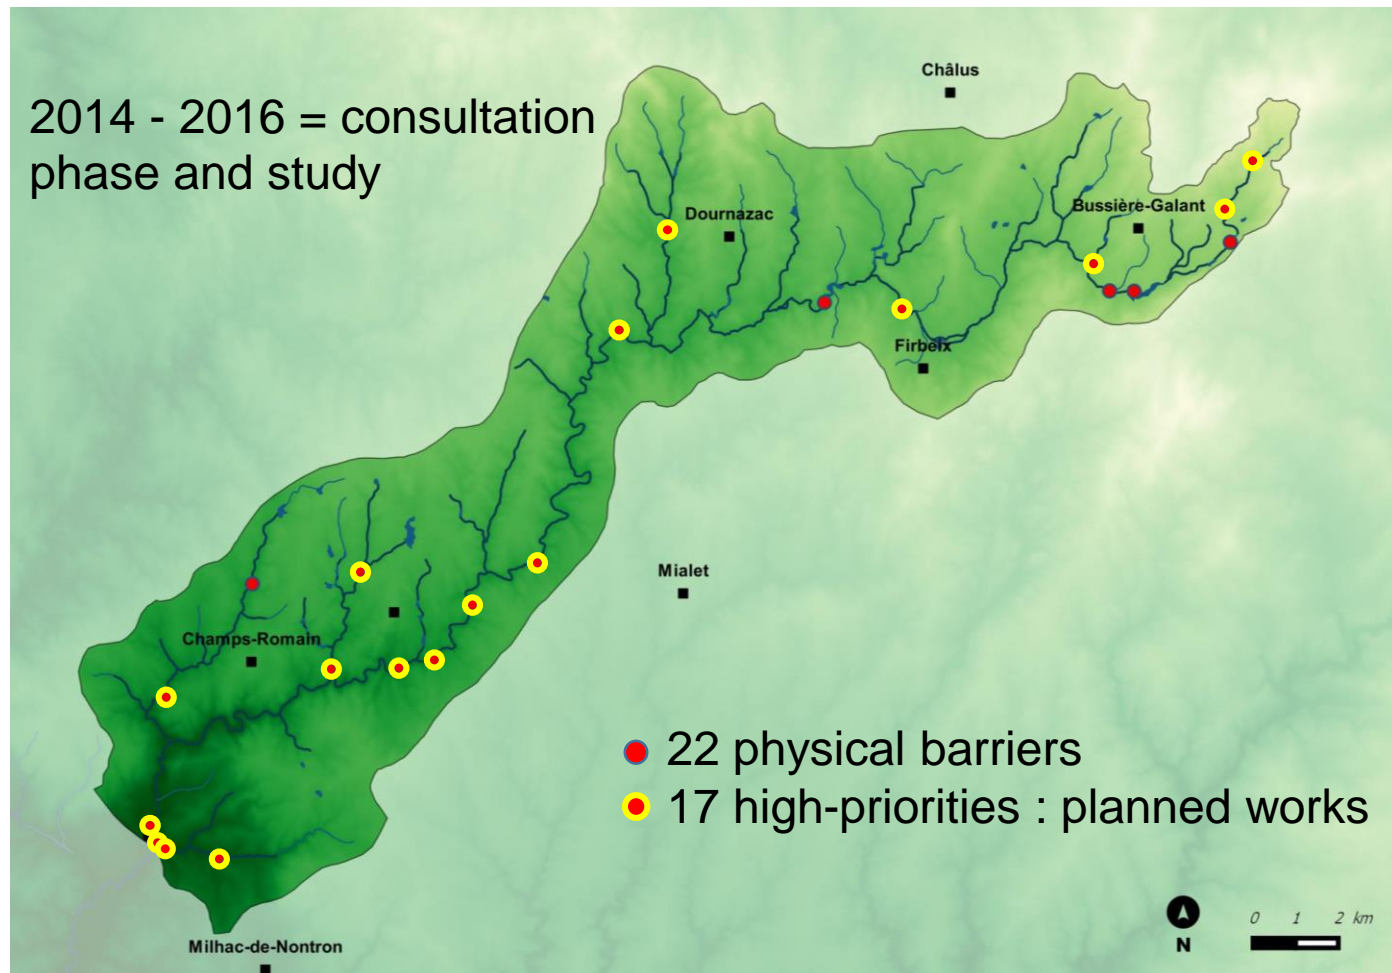 2014 - 2016 = consultation
phase and study
Châlus
Dournazac
Bussière-Galant
Firbeix
Mialet
Champs-Romain
22 physical barriers
17 high-priorities : planned works
0 1 2 km
N
Milhac-de-Nontron